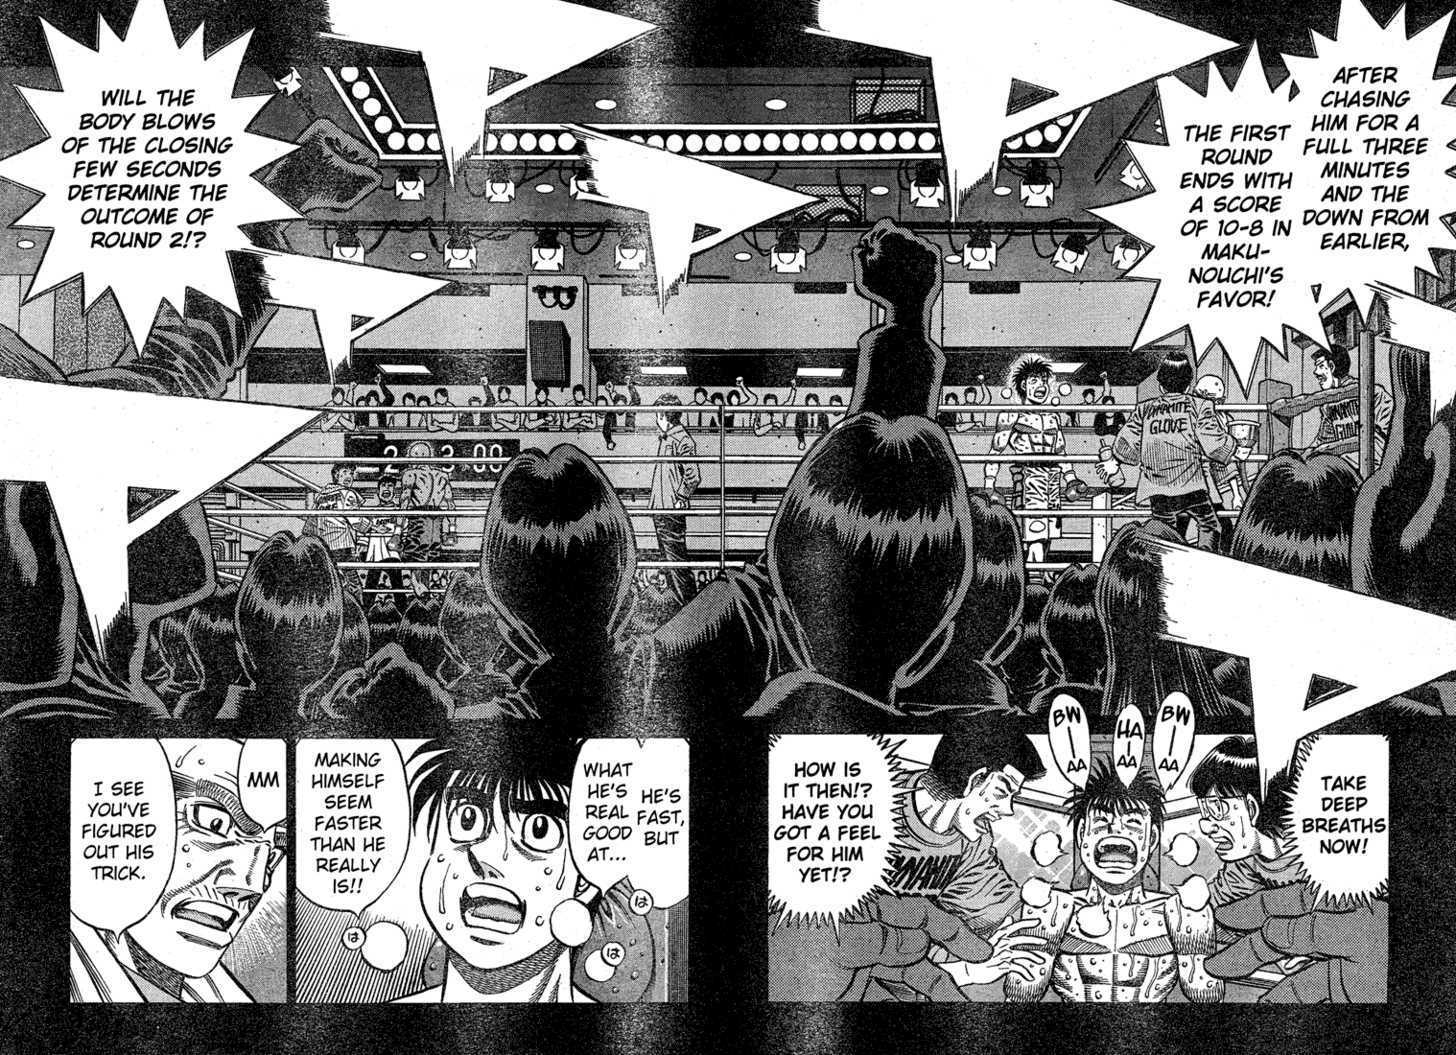 AFTER
CHASING
HIM FOR A
FULL THREE
MINUTES
AND THE
DOWN FROM
EARLIER,
THE FIRST
ROUND
ENDS WITH
A SCORE
OF 10-8 IN
MAKU-
NOUCHI'S
FAVOR!
WILL THE
BODY BLOWS
OF THE CLOSING
FEW SECONDS
DETERMINE THE
OUTCOME OF
ROUND 2!?
DYNAMITE
GLOVE
2 3:00
TAKE
DEEP
BREATHS
NOW!
BW
I
AA
HA
I
AA
BW
I
AA
HOW IS
IT THEN!?
HAVE YOU
GOT A FEEL
FOR HIM
YET!?
HE'S
FAST,
BUT
WHAT
HE'S
REAL
GOOD
AT...
は
は
MAKING
HIMSELF
SEEM
FASTER
THAN HE
REALLY
IS!!
は
MM
I SEE
YOU'VE
FIGURED
OUT HIS
TRICK.